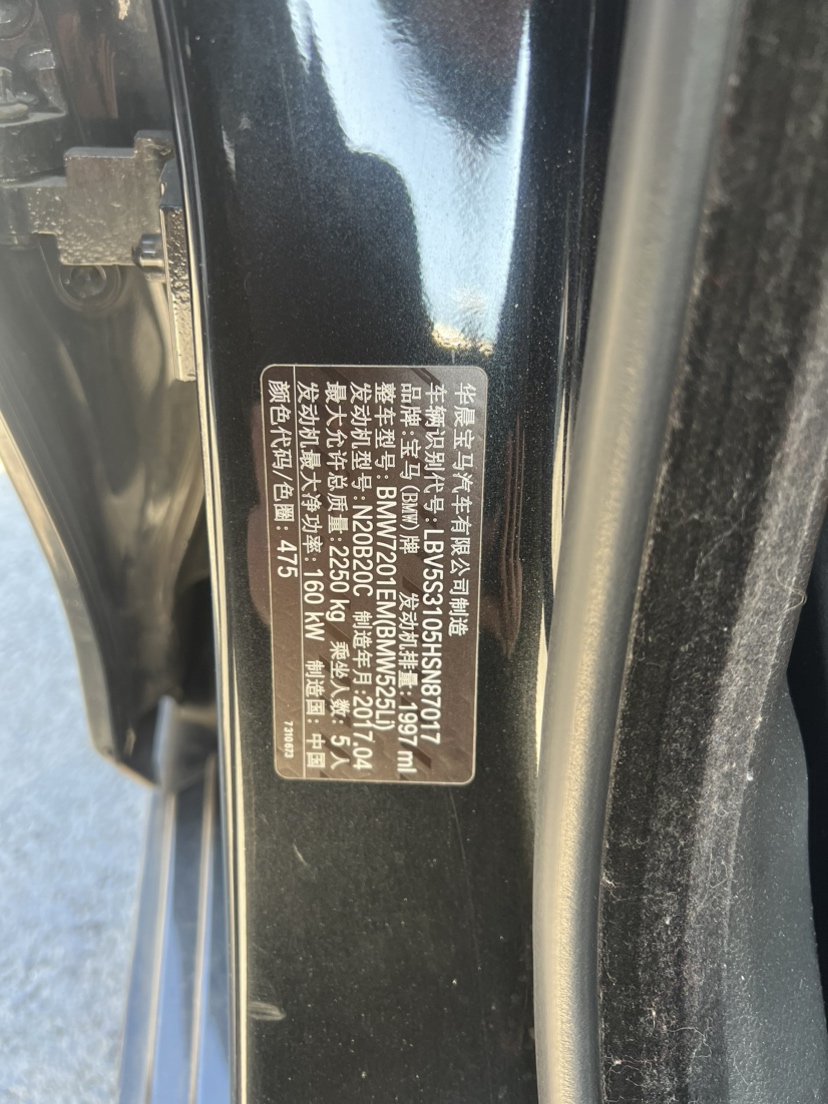 华晨宝马汽车有限公司制造
车辆识别代号:LBV5S3105HSN87017
品牌:宝马(BMW)牌 发动机排量:1997ml
整车型号:BMW7201EM(BMW525Li)
发动机型号:N20B20C 制造年月:2017.04
最大允许总质量:2250 kg 乘坐人数: 5人
发动机最大净功率:160 kW 制造国: 中国
颜色代码/色圈: 475
7310673